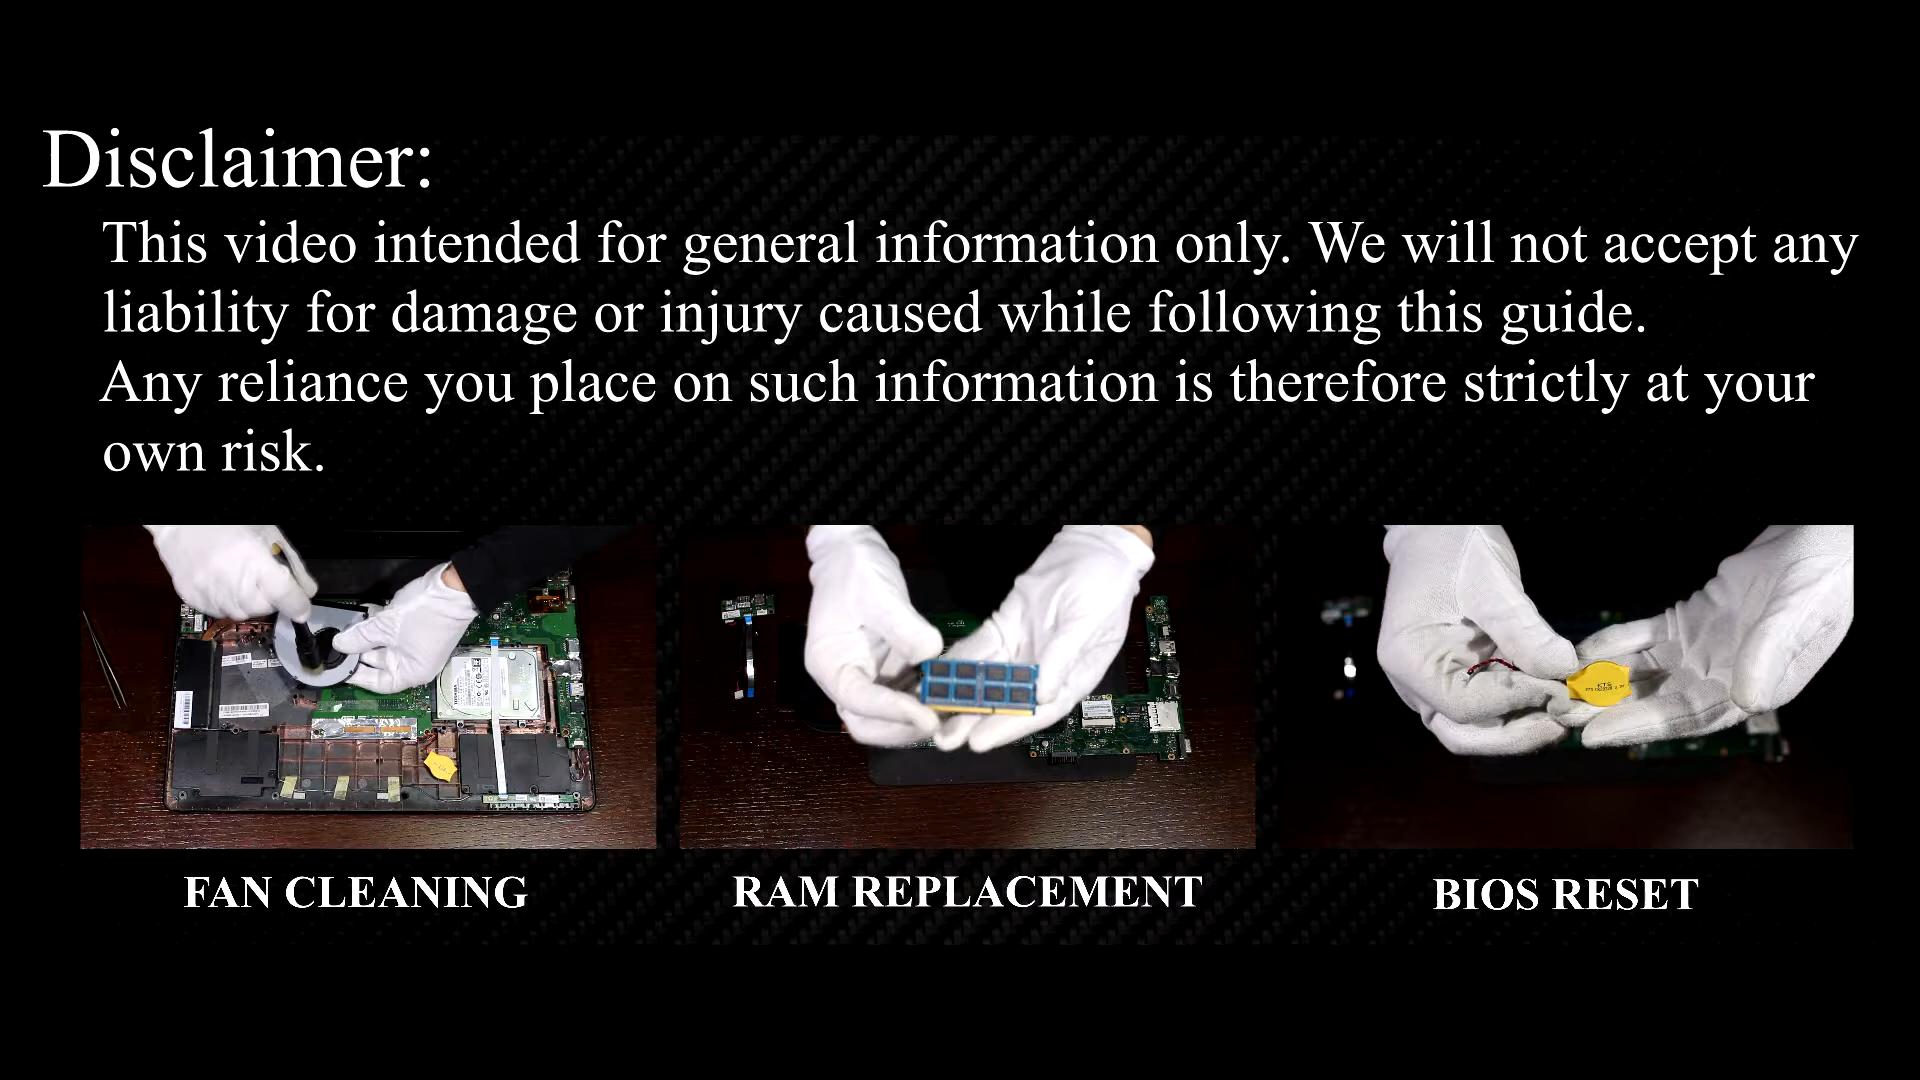 Disclaimer:
This video intended for general information only. We will not accept any
liability for damage or injury caused while following this guide.
Any reliance you place on such information is therefore strictly at your
own risk.
KTS
FAN CLEANING
RAM REPLACEMENT
BIOS RESET